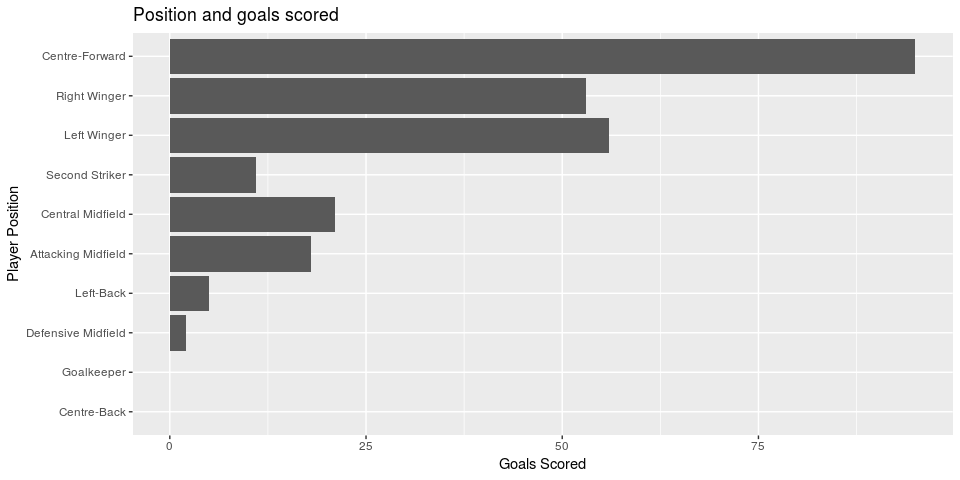 Position and goals scored
Player Position
Centre-Forward
Right Winger
Left Winger
Second Striker
Central Midfield
Attacking Midfield
Left-Back
Defensive Midfield
Goalkeeper
Centre-Back
0 25 50 75
Goals Scored